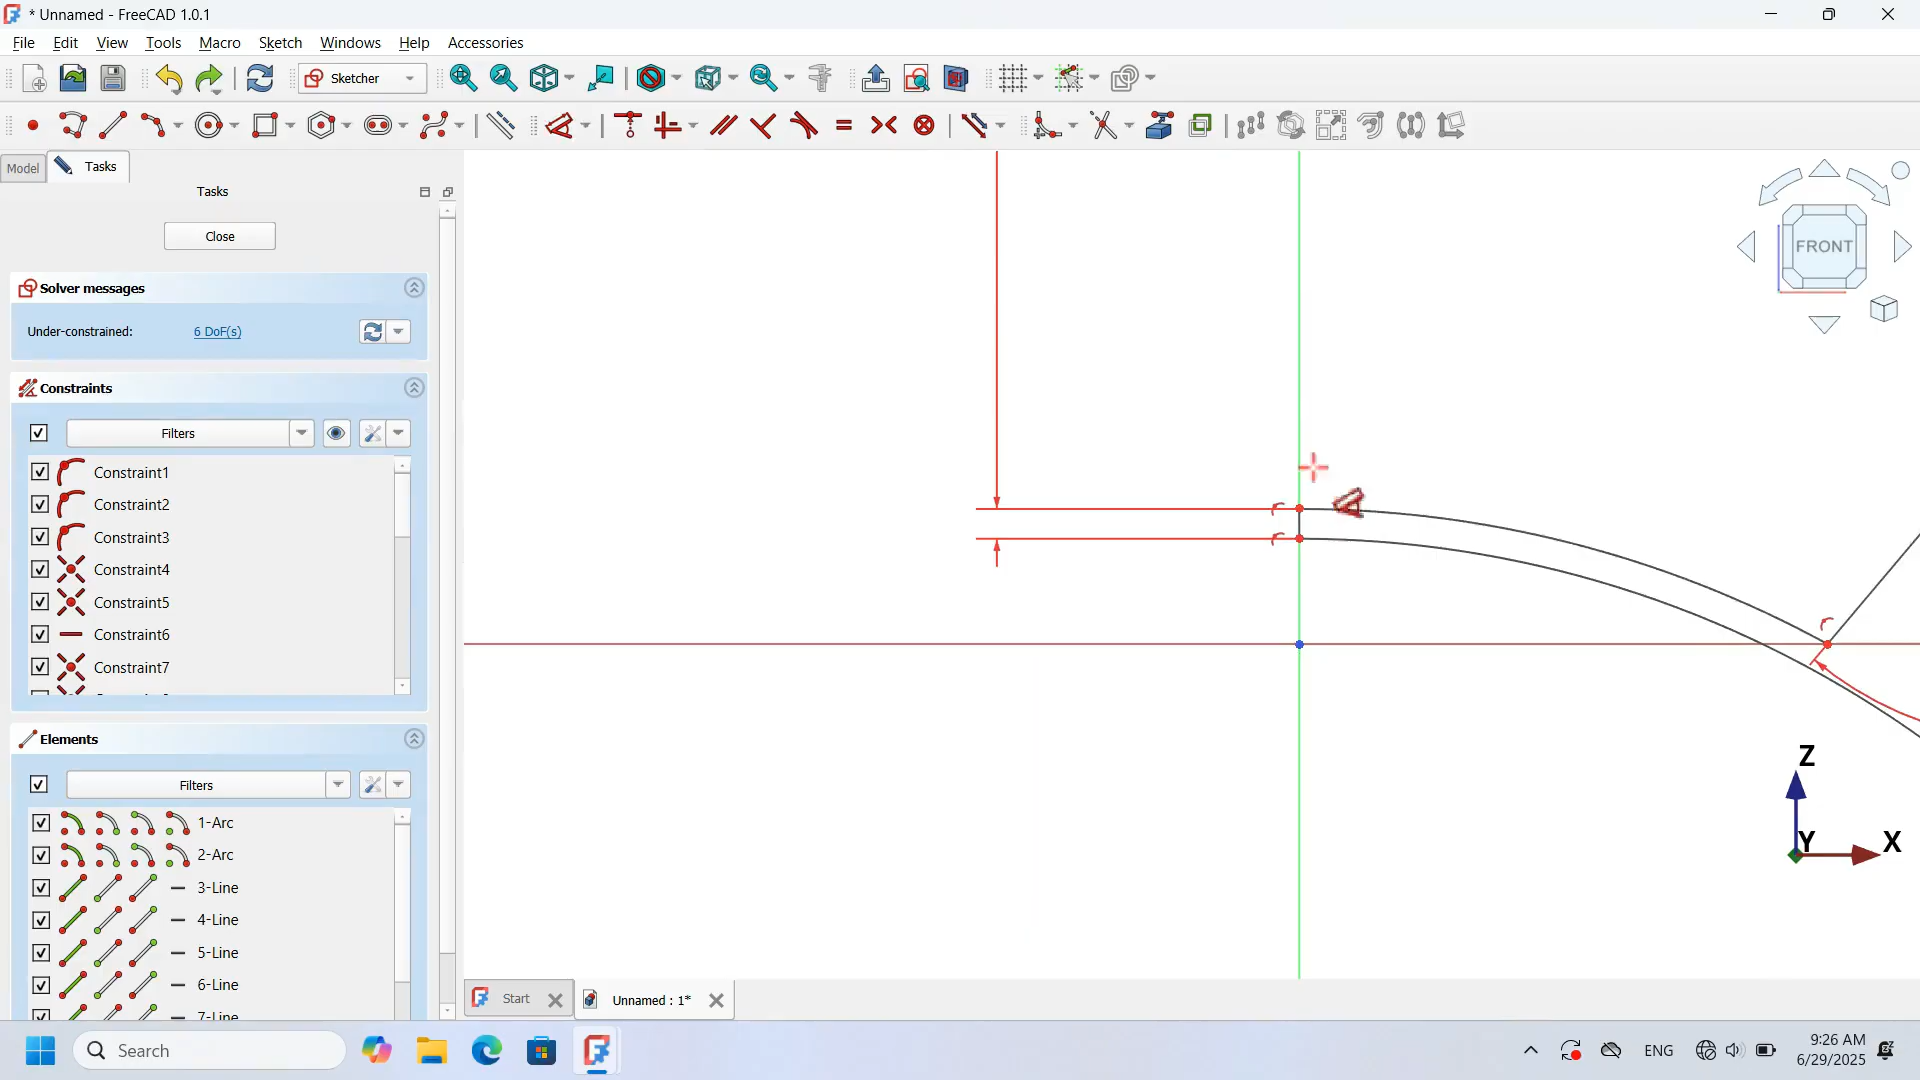 * Unnamed - FreeCAD 1.0.1
File Edit View Tools Macro Sketch Windows Help Accessories
Sketcher
Model Tasks
Tasks
Close
Solver messages
Under-constrained: 6 DoF(s)
Constraints
Filters
Constraint1
Constraint2
Constraint3
Constraint4
Constraint5
Constraint6
Constraint7
Elements
Filters
1-Arc
2-Arc
3-Line
4-Line
5-Line
6-Line
7-Line
FRONT
Z
Y X
Start Unnamed : 1*
Search
ENG
9:26 AM
6/29/2025